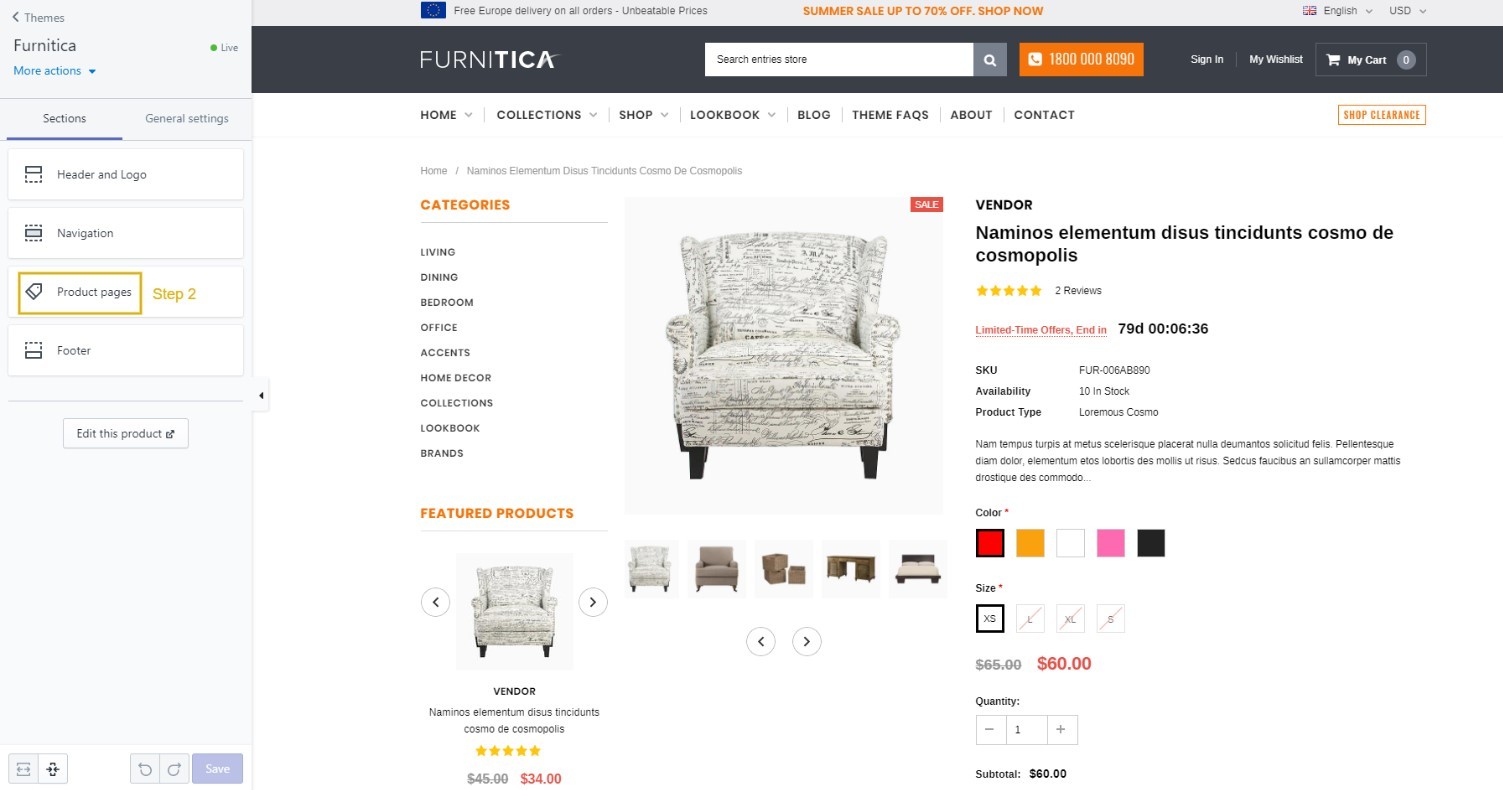 Themes
Furnitica
Live
More actions
Sections
General settings
Header and Logo
Navigation
Product pages
Step 2
Footer
Edit this product
Save
Free Europe delivery on all orders - Unbeatable Prices
SUMMER SALE UP TO 70% OFF. SHOP NOW
English
USD
FURNITICA
Search entries store
1800 000 8090
Sign In
My Wishlist
My Cart 0
HOME
COLLECTIONS
SHOP
LOOKBOOK
BLOG
THEME FAQS
ABOUT
CONTACT
SHOP CLEARANCE
Home / Naminos Elementum Disus Tincidunts Cosmo De Cosmopolis
CATEGORIES
LIVING
DINING
BEDROOM
OFFICE
ACCENTS
HOME DECOR
COLLECTIONS
LOOKBOOK
BRANDS
FEATURED PRODUCTS
VENDOR
Naminos elementum disus tincidunts
cosmo de cosmopolis
$45.00 $34.00
SALE
VENDOR
Naminos elementum disus tincidunts cosmo de
cosmopolis
2 Reviews
Limited-Time Offers, End in 79d 00:06:36
SKU FUR-006AB890
Availability 10 In Stock
Product Type Loremous Cosmo
Nam tempus turpis at metus scelerisque placerat nulla deumantos solicitud felis. Pellentesque
diam dolor, elementum etos lobortis des mollis ut risus. Sedcus faucibus an sullamcorper mattis
drostique des commodo...
Color *
Size *
XS L XL S
$65.00 $60.00
Quantity:
− 1 +
Subtotal: $60.00